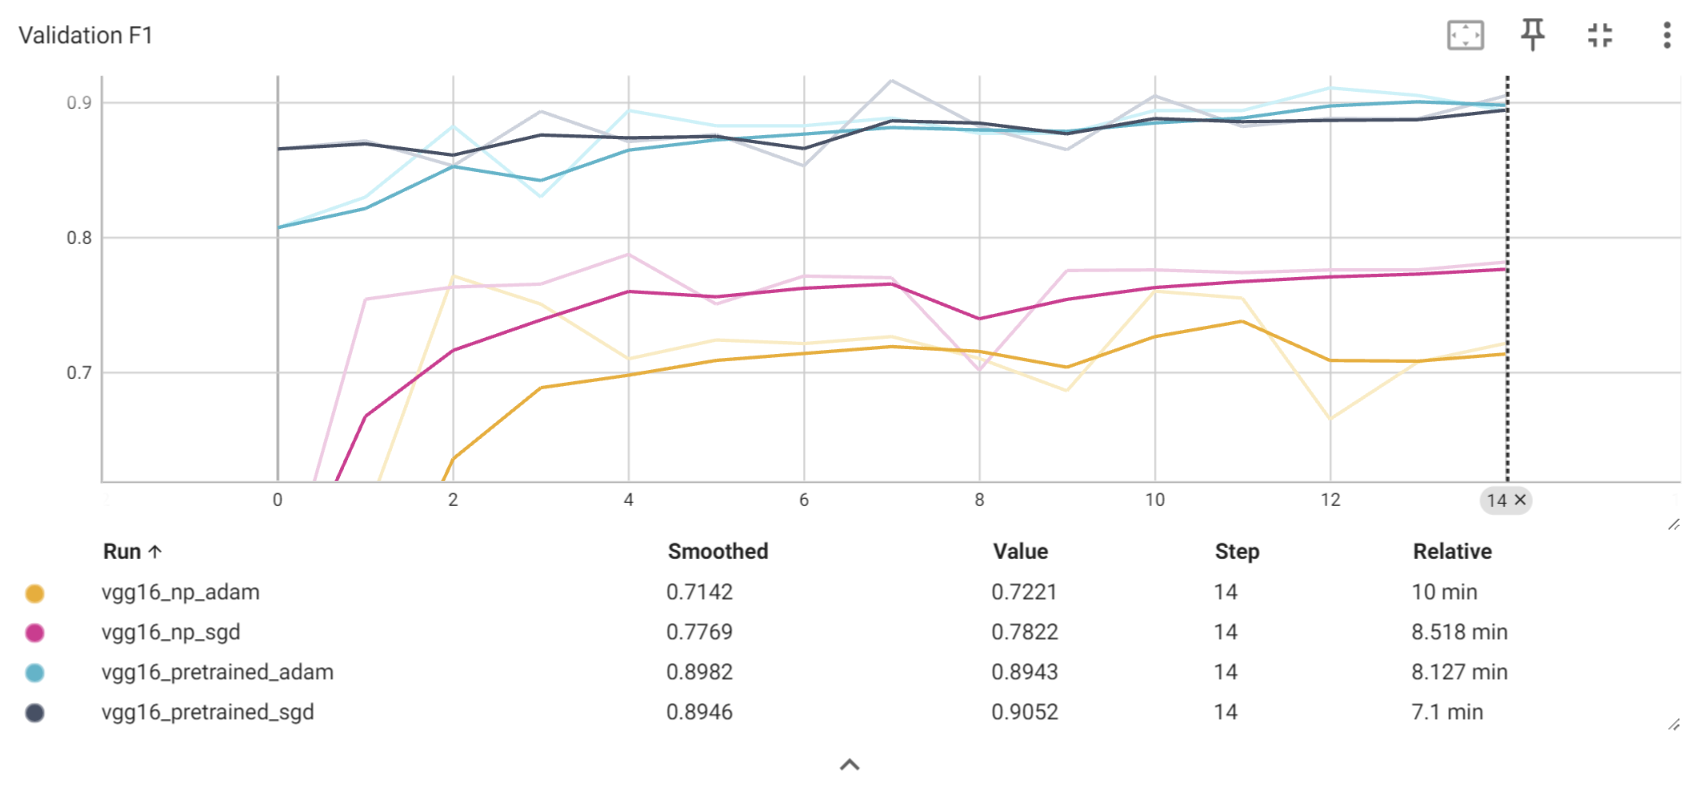 Validation F1
0.9
0.8
0.7
0 2 4 6 8 10 12 14 ×
Run ↑ Smoothed Value Step Relative
vgg16_np_adam 0.7142 0.7221 14 10 min
vgg16_np_sgd 0.7769 0.7822 14 8.518 min
vgg16_pretrained_adam 0.8982 0.8943 14 8.127 min
vgg16_pretrained_sgd 0.8946 0.9052 14 7.1 min